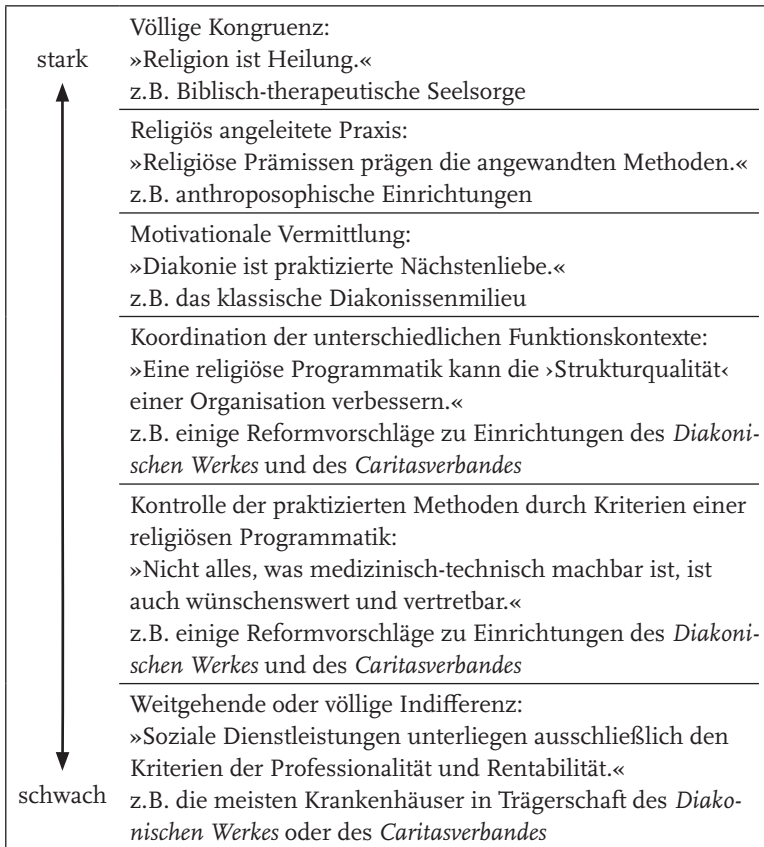 stark
Völlige Kongruenz:
»Religion ist Heilung.«
z.B. Biblisch-therapeutische Seelsorge
Religiös angeleitete Praxis:
»Religiöse Prämissen prägen die angewandten Methoden.«
z.B. anthroposophische Einrichtungen
Motivationale Vermittlung:
»Diakonie ist praktizierte Nächstenliebe.«
z.B. das klassische Diakonissenmilieu
Koordination der unterschiedlichen Funktionskontexte:
»Eine religiöse Programmatik kann die ›Strukturqualität‹
einer Organisation verbessern.«
z.B. einige Reformvorschläge zu Einrichtungen des Diakoni-
schen Werkes und des Caritasverbandes
Kontrolle der praktizierten Methoden durch Kriterien einer
religiösen Programmatik:
»Nicht alles, was medizinisch-technisch machbar ist, ist
auch wünschenswert und vertretbar.«
z.B. einige Reformvorschläge zu Einrichtungen des Diakoni-
schen Werkes und des Caritasverbandes
Weitgehende oder völlige Indifferenz:
»Soziale Dienstleistungen unterliegen ausschließlich den
Kriterien der Professionalität und Rentabilität.«
schwach
z.B. die meisten Krankenhäuser in Trägerschaft des Diako-
nischen Werkes oder des Caritasverbandes